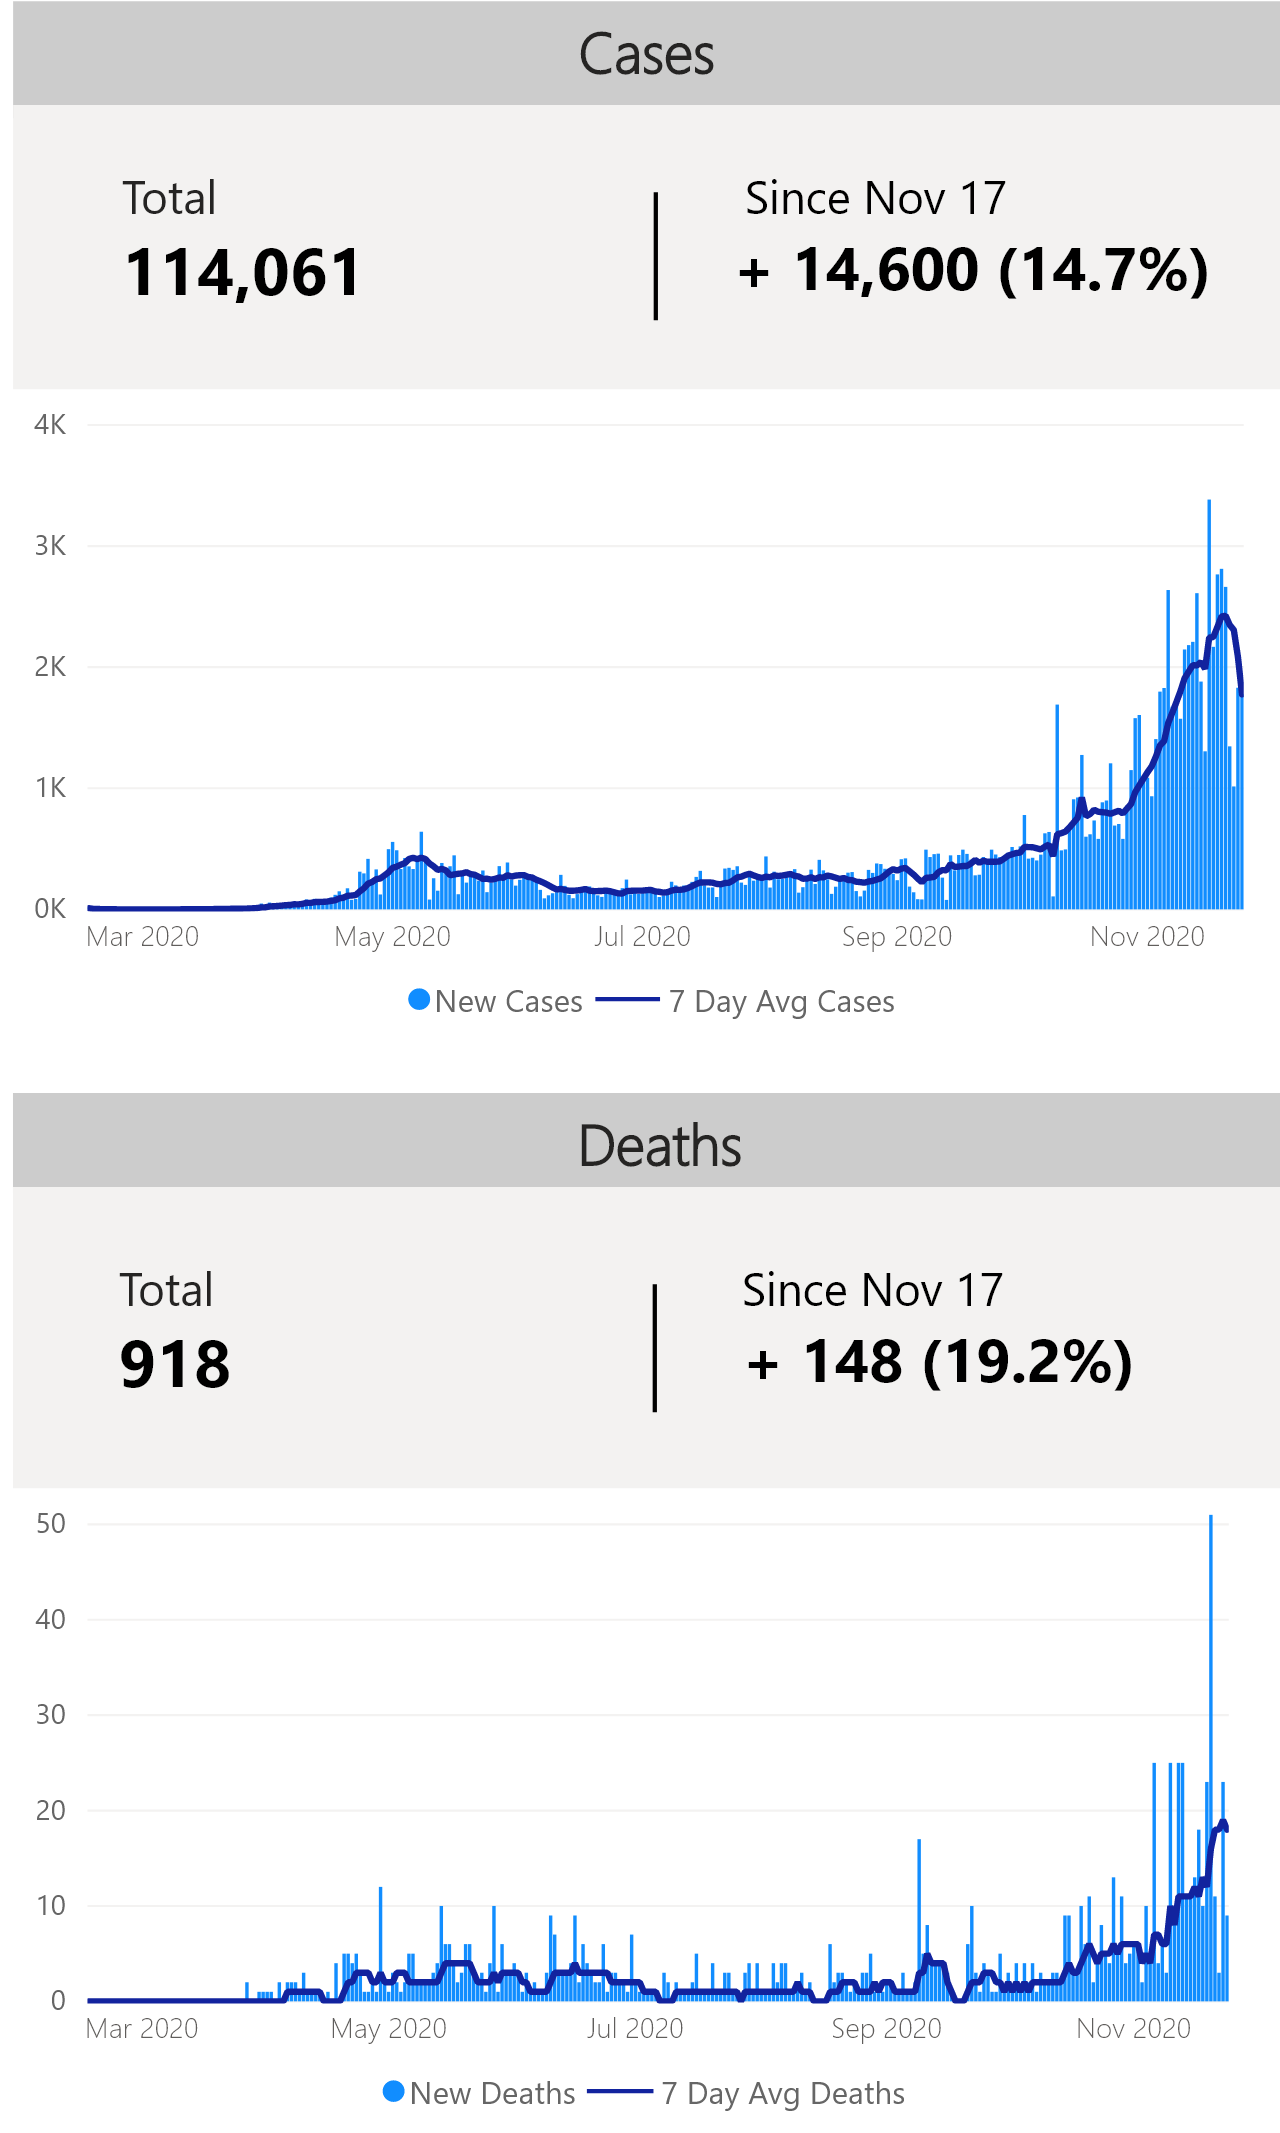 Cases
Total
Since Nov 17
114,061
+ 14,600 (14.7%)
4K
3K
2K
1K
0K
Mar 2020 May 2020 Jul 2020 Sep 2020 Nov 2020
New Cases 7 Day Avg Cases
Deaths
Total
Since Nov 17
918
+ 148 (19.2%)
50
40
30
20
10
0
Mar 2020 May 2020 Jul 2020 Sep 2020 Nov 2020
New Deaths 7 Day Avg Deaths